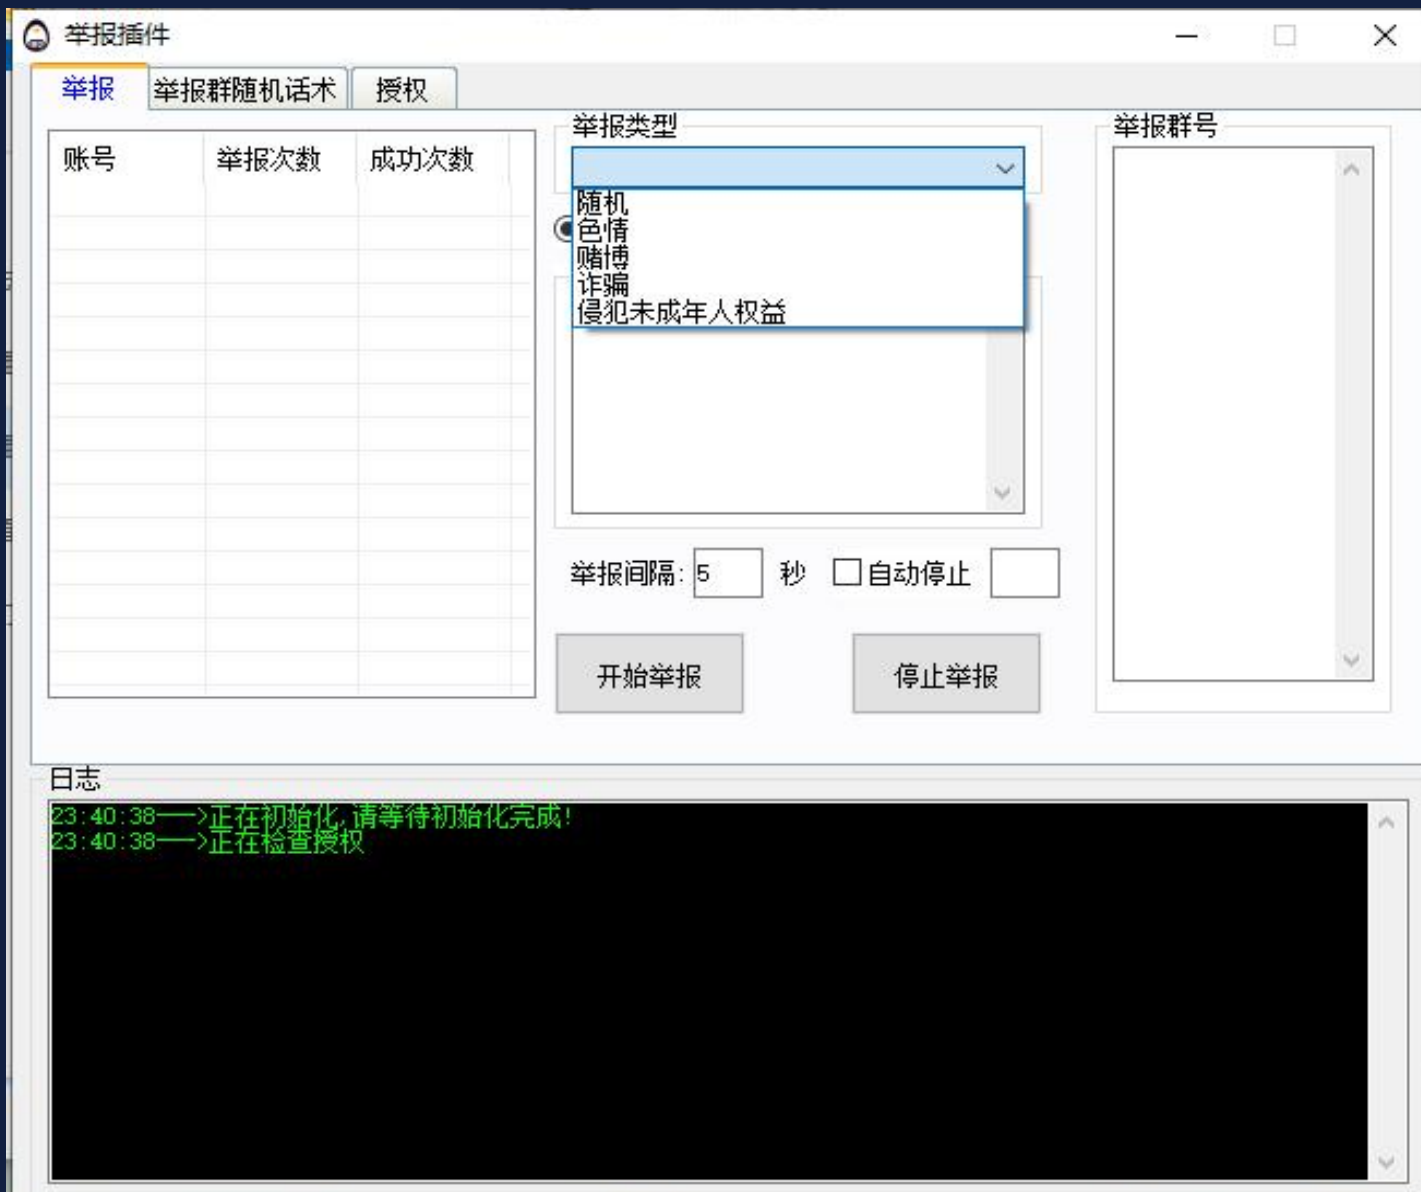 举报插件
举报 举报群随机话术 授权
账号 举报次数 成功次数
举报类型
随机
色情
赌博
诈骗
侵犯未成年人权益
举报间隔: 5 秒 自动停止
开始举报 停止举报
举报群号
日志
23:40:38——>正在初始化,请等待初始化完成!
23:40:38——>正在检查授权